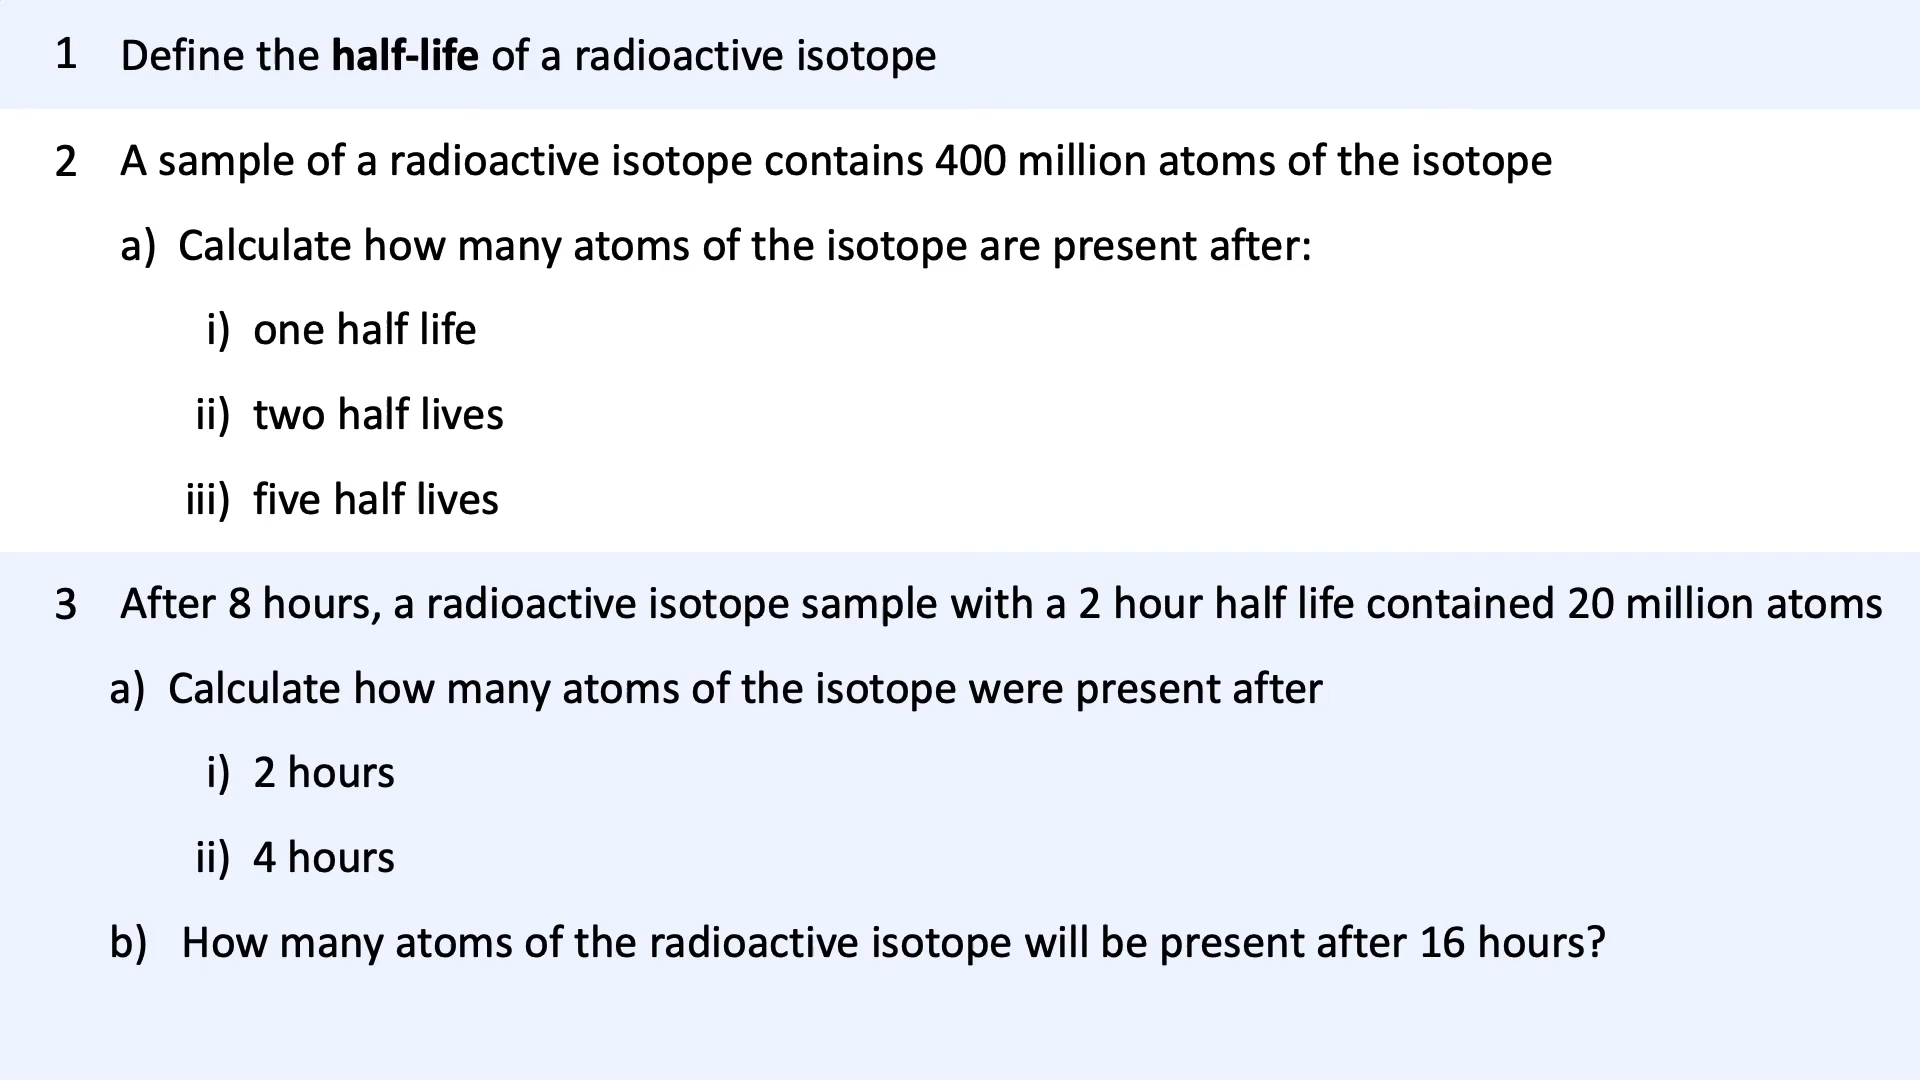 1 Define the half-life of a radioactive isotope
2 A sample of a radioactive isotope contains 400 million atoms of the isotope
a) Calculate how many atoms of the isotope are present after:
i) one half life
ii) two half lives
iii) five half lives
3 After 8 hours, a radioactive isotope sample with a 2 hour half life contained 20 million atoms
a) Calculate how many atoms of the isotope were present after
i) 2 hours
ii) 4 hours
b) How many atoms of the radioactive isotope will be present after 16 hours?